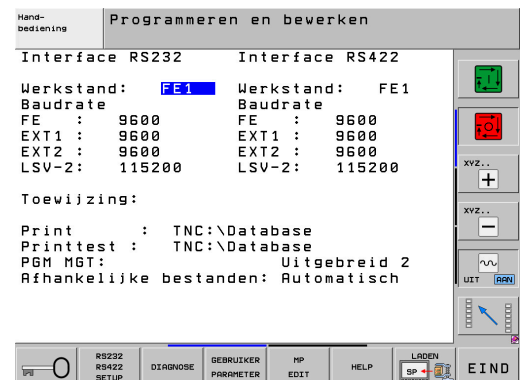 Hand-
bediening
Programmeren en bewerken
Interface RS232 Interface RS422
Werkstand: FE1 Werkstand: FE1
Baudrate Baudrate
FE : 9600 FE : 9600
EXT1 : 9600 EXT1 : 9600
EXT2 : 9600 EXT2 : 9600
LSV-2: 115200 LSV-2: 115200
Toewijzing:
Print : TNC:\Database
Printtest : TNC:\Database
PGM MGT: Uitgebreid 2
Afhankelijke bestanden: Automatisch
XYZ..
+
XYZ..
−
UIT AAN
RS232
RS422
SETUP
DIAGNOSE
GEBRUIKER
PARAMETER
MP
EDIT
HELP
LADEN
SP
EIND